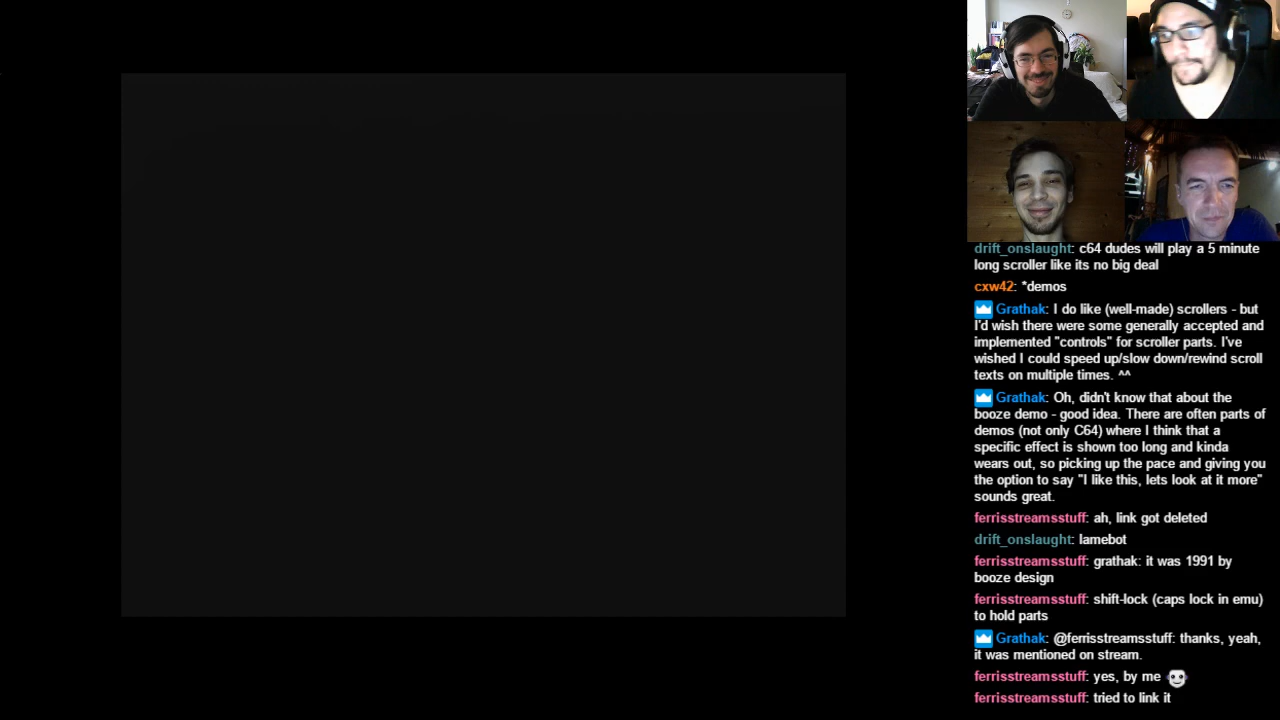 drift_onslaught: c64 dudes will play a 5 minute
long scroller like its no big deal
cxw42: *demos
Grathak: I do like (well-made) scrollers - but
I'd wish there were some generally accepted and
implemented "controls" for scroller parts. I've
wished I could speed up/slow down/rewind scroll
texts on multiple times. ^^
Grathak: Oh, didn't know that about the
booze demo - good idea. There are often parts of
demos (not only C64) where I think that a
specific effect is shown too long and kinda
wears out, so picking up the pace and giving you
the option to say "I like this, lets look at it more"
sounds great.
ferrisstreamsstuff: ah, link got deleted
drift_onslaught: lamebot
ferrisstreamsstuff: grathak: it was 1991 by
booze design
ferrisstreamsstuff: shift-lock (caps lock in emu)
to hold parts
Grathak: @ferrisstreamsstuff: thanks, yeah,
it was mentioned on stream.
ferrisstreamsstuff: yes, by me
ferrisstreamsstuff: tried to link it